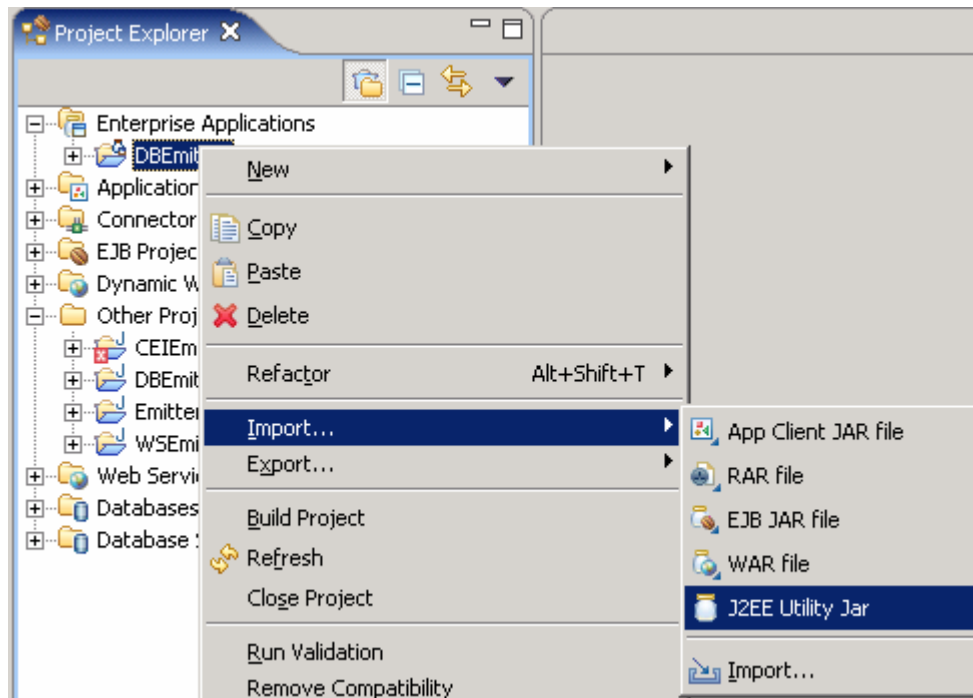 Project Explorer
Enterprise Applications
DBEmit
Application
Connector
EJB Projec
Dynamic W
Other Proj
CEIEm
DBEmit
Emitter
WSEmi
Web Servi
Databases
Database
New
Copy
Paste
Delete
Refactor Alt+Shift+T
Import...
Export...
Build Project
Refresh
Close Project
Run Validation
Remove Compatibility
App Client JAR file
RAR file
EJB JAR file
WAR file
J2EE Utility Jar
Import...